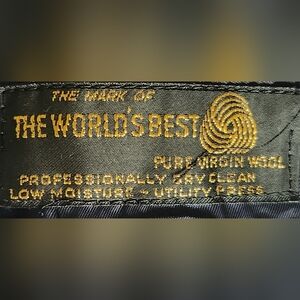 THE MARK OF
THE WORLD'S BEST
PURE VIRGIN WOOL
PROFESSIONALLY DRY CLEAN
LOW MOISTURE - UTILITY PRESS